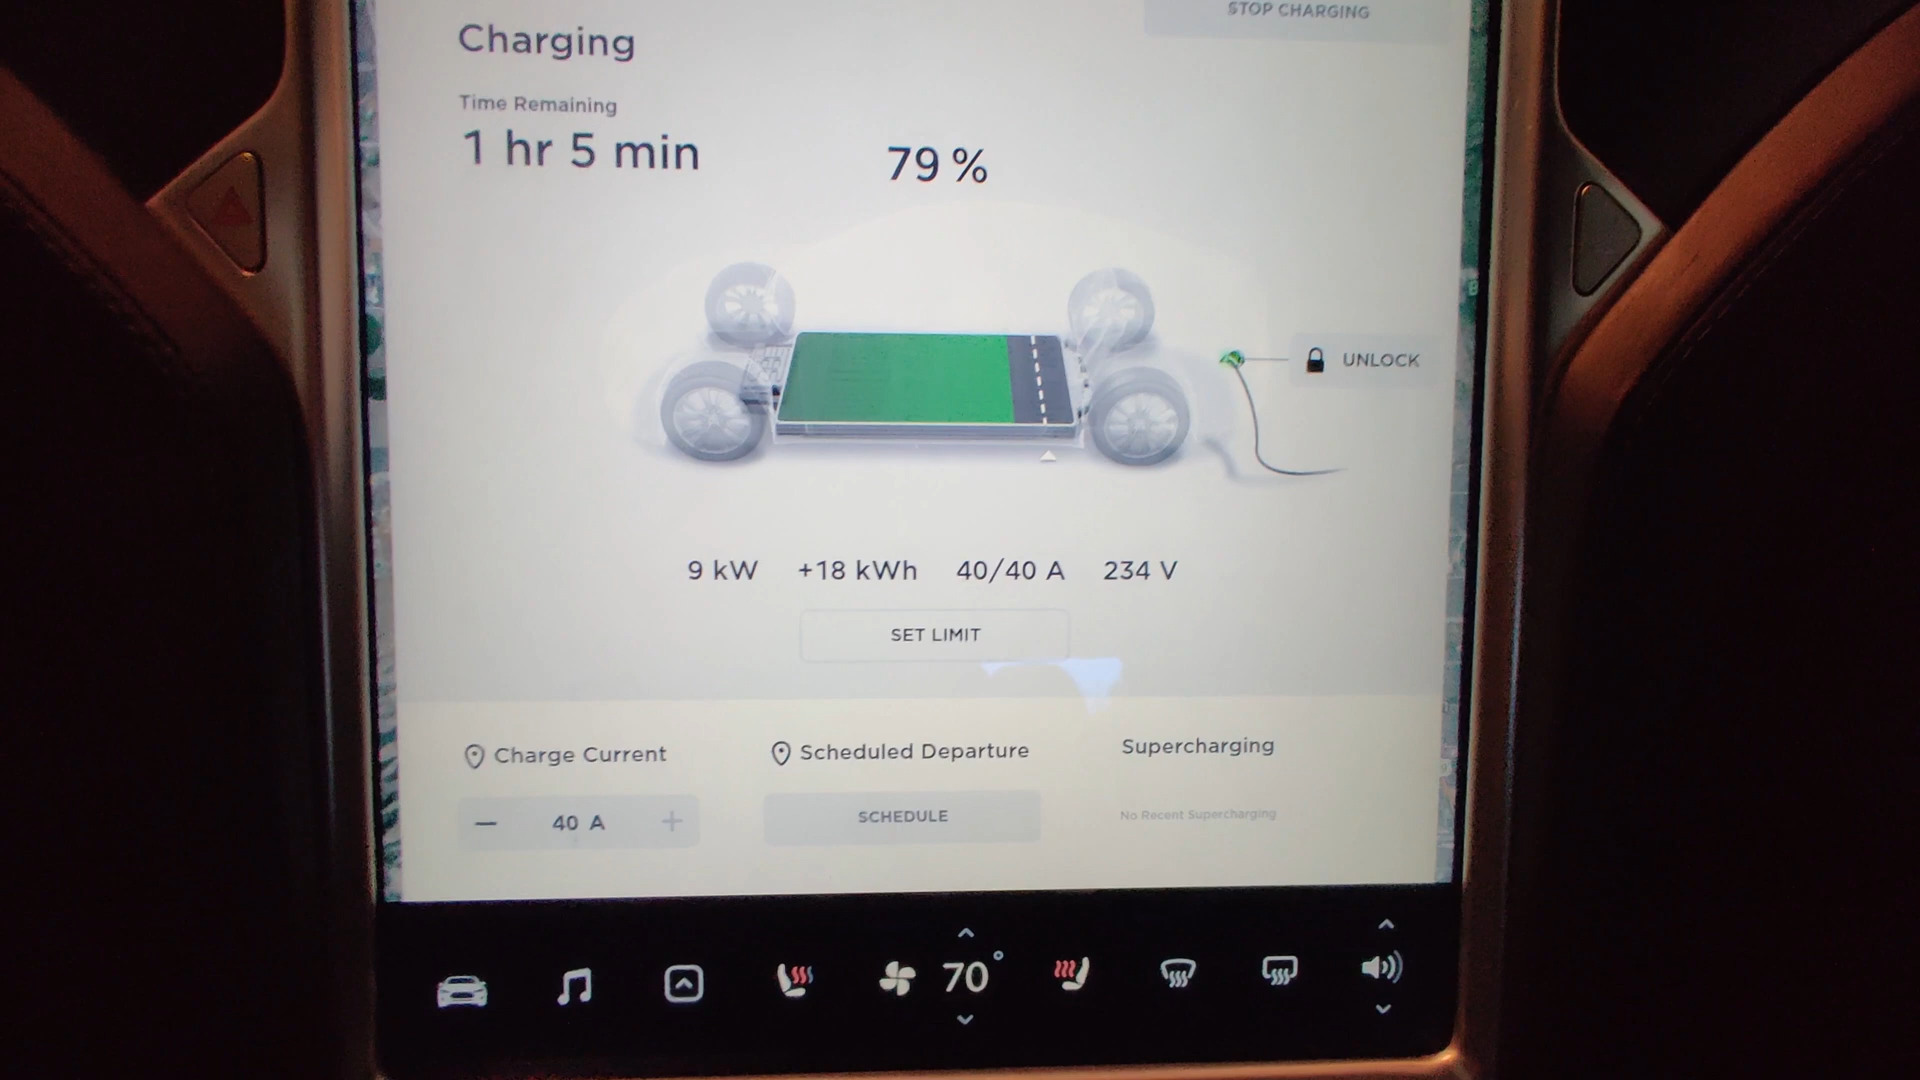 STOP CHARGING
Charging
Time Remaining
1 hr 5 min
79 %
UNLOCK
9 kW +18 kWh 40/40 A 234 V
SET LIMIT
Charge Current Scheduled Departure Supercharging
− 40 A + SCHEDULE No Recent Supercharging
70°